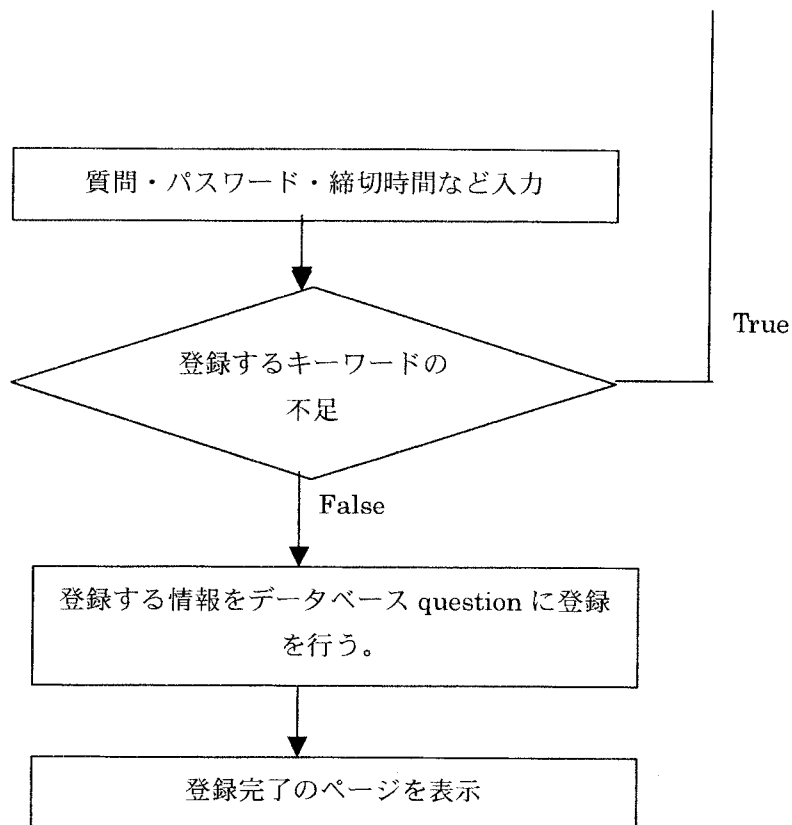 質問・パスワード・締切時間など入力
True
登録するキーワードの
不足
False
登録する情報をデータベース question に登録
を行う。
登録完了のページを表示